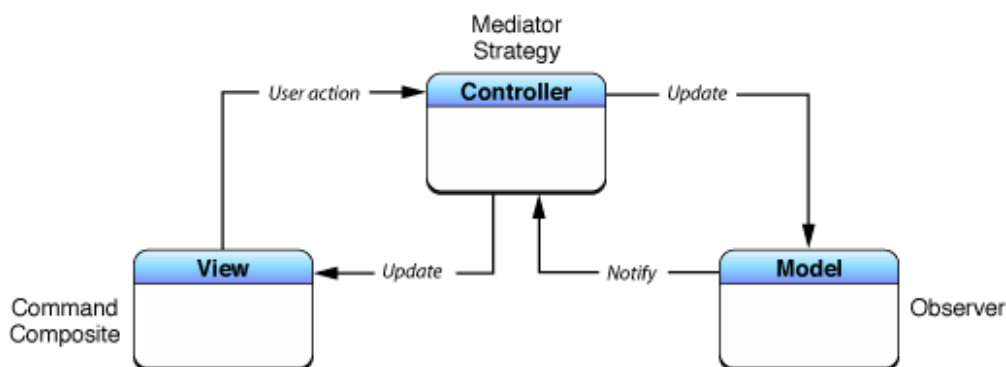 Mediator
Strategy
User action
Controller
Update
View
Update
Notify
Model
Command
Composite
Observer